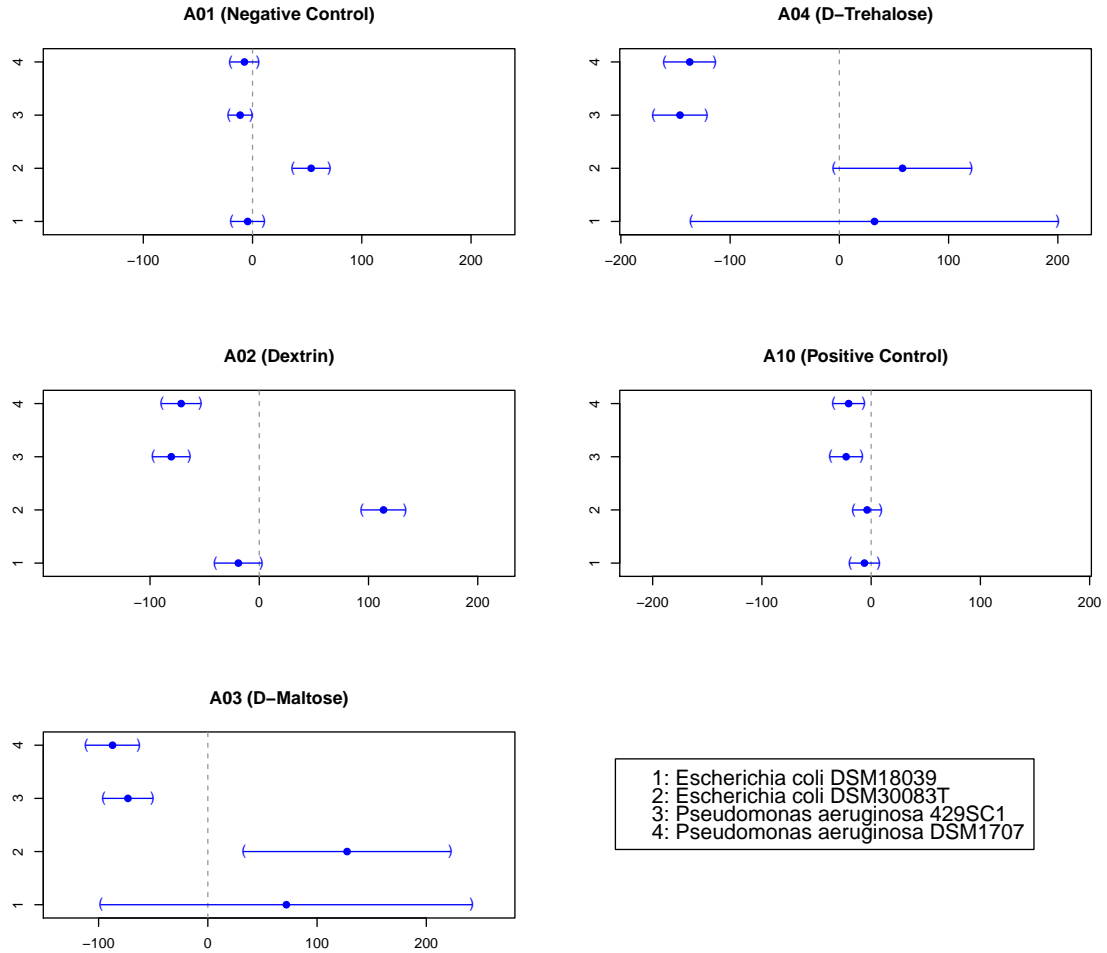 A01 (Negative Control)
4
3
2
1
−100 0 100 200
A04 (D−Trehalose)
4
3
2
1
−200 −100 0 100 200
A02 (Dextrin)
4
3
2
1
−100 0 100 200
A10 (Positive Control)
4
3
2
1
−200 −100 0 100 200
A03 (D−Maltose)
4
3
2
1
−100 0 100 200
1: Escherichia coli DSM18039
2: Escherichia coli DSM30083T
3: Pseudomonas aeruginosa 429SC1
4: Pseudomonas aeruginosa DSM1707